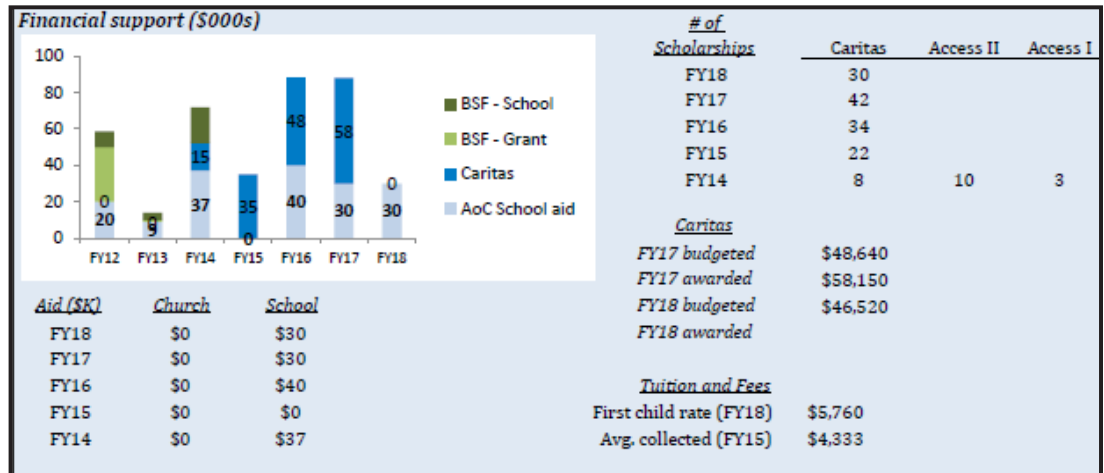 Financial support ($000s)
100
80
60
40
20
0
0
20
9
15
37
35
0
48
40
58
30
0
30
FY12 FY13 FY14 FY15 FY16 FY17 FY18
BSF - School
BSF - Grant
Caritas
AoC School aid
Aid ($K) Church School
FY18 $0 $30
FY17 $0 $30
FY16 $0 $40
FY15 $0 $0
FY14 $0 $37
# of
Scholarships Caritas Access II Access I
FY18 30
FY17 42
FY16 34
FY15 22
FY14 8 10 3
Caritas
FY17 budgeted $48,640
FY17 awarded $58,150
FY18 budgeted $46,520
FY18 awarded
Tuition and Fees
First child rate (FY18) $5,760
Avg. collected (FY15) $4,333